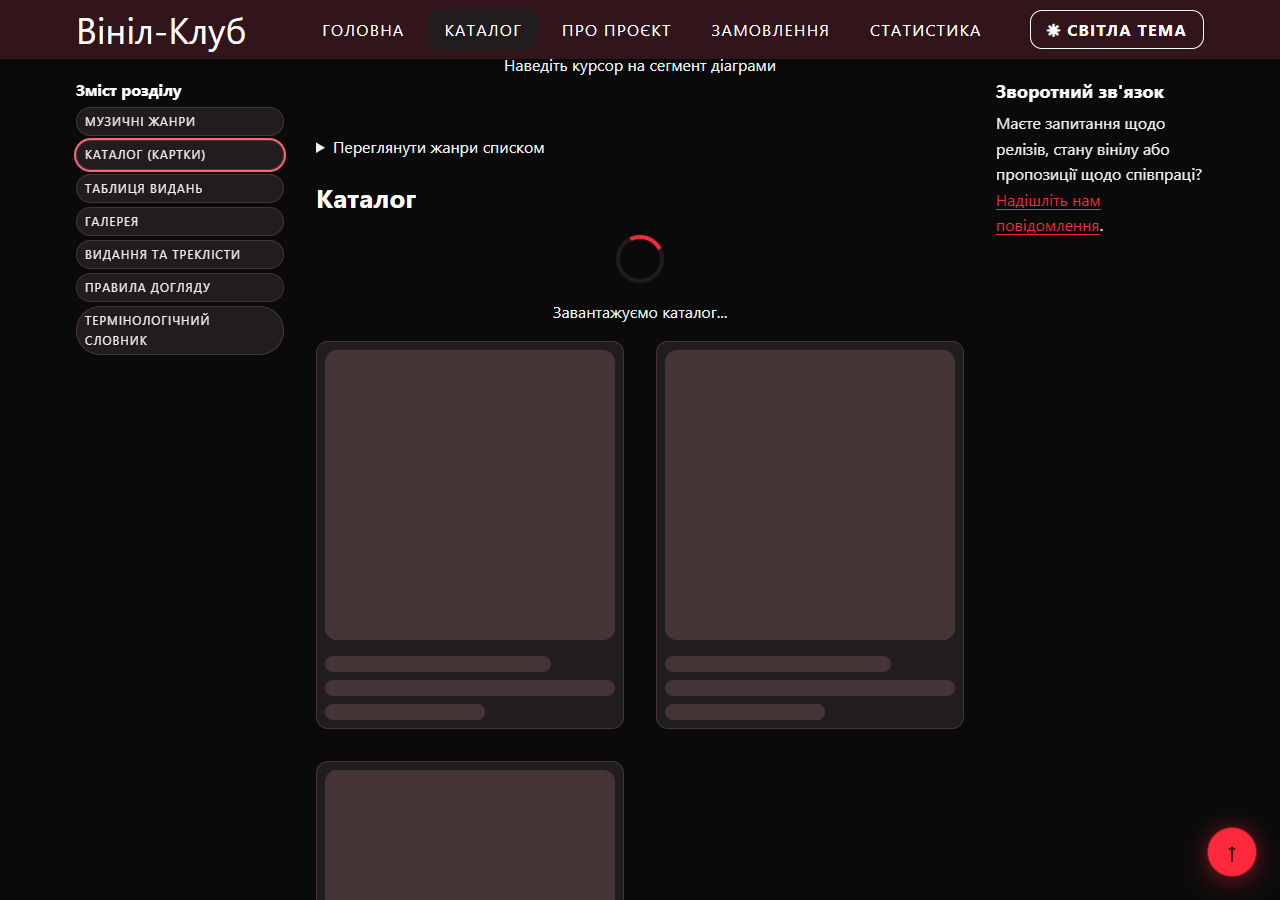 Вініл-Клуб
ГОЛОВНА
КАТАЛОГ
ПРО ПРОЄКТ
ЗАМОВЛЕННЯ
СТАТИСТИКА
СВІТЛА ТЕМА
Зміст розділу
МУЗИЧНІ ЖАНРИ
КАТАЛОГ (КАРТКИ)
ТАБЛИЦЯ ВИДАНЬ
ГАЛЕРЕЯ
ВИДАННЯ ТА ТРЕКЛІСТИ
ПРАВИЛА ДОГЛЯДУ
ТЕРМІНОЛОГІЧНИЙ
СЛОВНИК
Наведіть курсор на сегмент діаграми
Переглянути жанри списком
Каталог
Завантажуємо каталог...
Зворотний зв'язок
Маєте запитання щодо
релізів, стану вінілу або
пропозиції щодо співпраці?
Надішліть нам
повідомлення.
↑